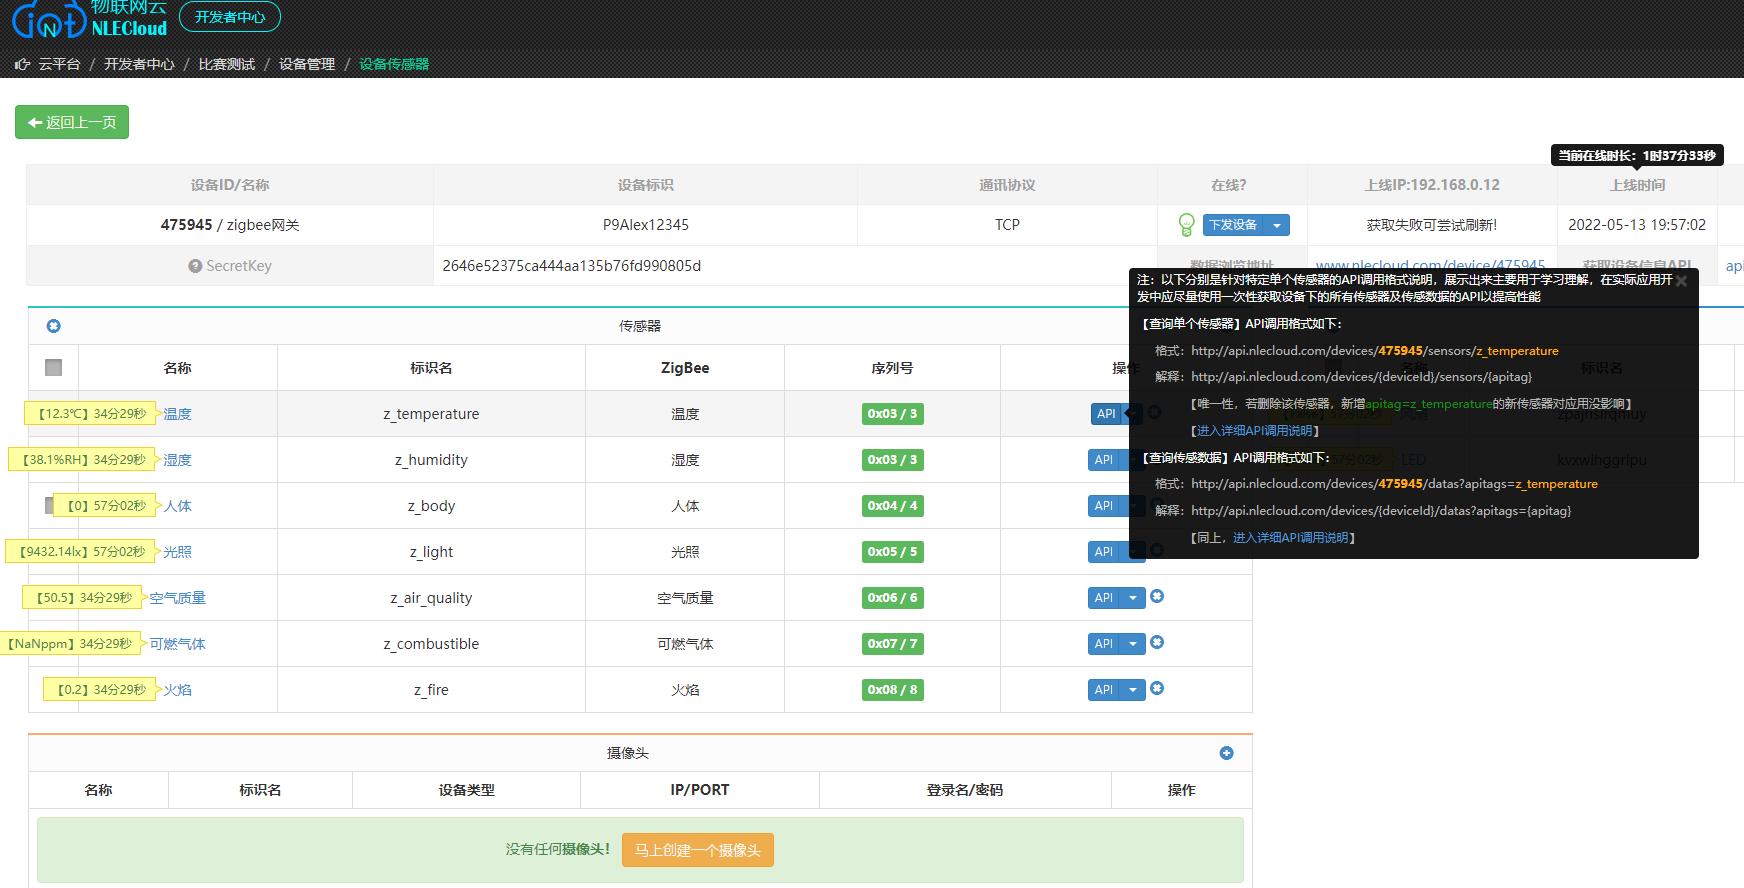 物联网云
NLECloud
开发者中心
云平台 / 开发者中心 / 比赛测试 / 设备管理 / 设备传感器
返回上一页
当前在线时长：1时37分33秒
设备ID/名称 设备标识 通讯协议 在线? 上线IP:192.168.0.12 上线时间
475945 / zigbee网关 P9Alex12345 TCP 下发设备 获取失败可尝试刷新! 2022-05-13 19:57:02
SecretKey 2646e52375ca444aa135b76fd990805d 数据浏览地址 www.nlecloud.com/device/475945 获取设备信息API api
注：以下分别是针对特定单个传感器的API调用格式说明，展示出来主要用于学习理解，在实际应用开
发中应尽量使用一次性获取设备下的所有传感器及传感数据的API以提高性能
【查询单个传感器】API调用格式如下：
格式：http://api.nlecloud.com/devices/475945/sensors/z_temperature
解释：http://api.nlecloud.com/devices/{deviceId}/sensors/{apitag}
【唯一性，若删除该传感器，新增apitag=z_temperature的新传感器对应用没影响】
【进入详细API调用说明】
【查询传感数据】API调用格式如下：
格式：http://api.nlecloud.com/devices/475945/datas?apitags=z_temperature
解释：http://api.nlecloud.com/devices/{deviceId}/datas?apitags={apitag}
【同上，进入详细API调用说明】
传感器
名称 标识名 ZigBee 序列号 操作 名称 标识名
【12.3℃】34分29秒 温度 z_temperature 温度 0x03 / 3 API
【38.1%RH】34分29秒 湿度 z_humidity 湿度 0x03 / 3 API 57分02秒 LED kvxwihggripu
【0】57分02秒 人体 z_body 人体 0x04 / 4 API
【9432.14lx】57分02秒 光照 z_light 光照 0x05 / 5 API
【50.5】34分29秒 空气质量 z_air_quality 空气质量 0x06 / 6 API
【NaNppm】34分29秒 可燃气体 z_combustible 可燃气体 0x07 / 7 API
【0.2】34分29秒 火焰 z_fire 火焰 0x08 / 8 API
摄像头
名称 标识名 设备类型 IP/PORT 登录名/密码 操作
没有任何摄像头！ 马上创建一个摄像头